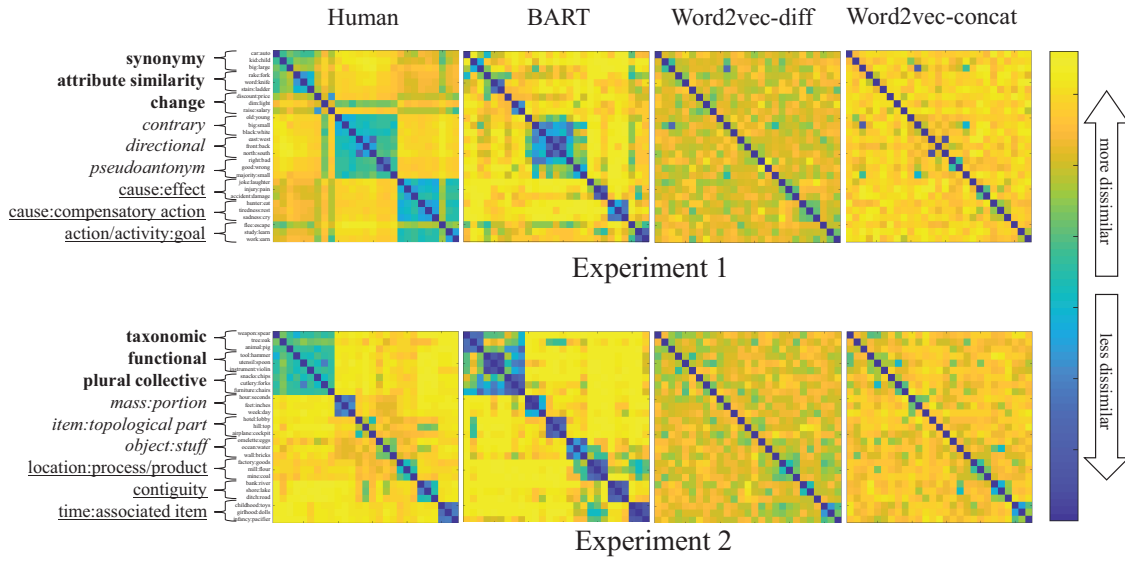 Human BART Word2vec-diff Word2vec-concat
synonymy
attribute similarity
change
contrary
directional
pseudoantonym
cause:effect
cause:compensatory action
action/activity:goal
car:auto
kid:child
big:large
rake:fork
word:knife
stairs:ladder
discount:price
dim:light
raise:salary
old:young
big:small
black:white
east:west
front:back
north:south
right:bad
good:wrong
majority:small
joke:laughter
injury:pain
accident:damage
hunter:eat
tiredness:rest
sadness:cry
flee:escape
study:learn
work:earn
more dissimilar
Experiment 1
taxonomic
functional
plural collective
mass:portion
item:topological part
object:stuff
location:process/product
contiguity
time:associated item
weapon:spear
tree:oak
animal:pig
tool:hammer
utensil:spoon
instrument:violin
snacks:chips
cutlery:forks
furniture:chairs
hour:seconds
feet:inches
week:day
hotel:lobby
hill:top
airplane:cockpit
omelette:eggs
ocean:water
wall:bricks
factory:goods
mill:flour
mine:coal
bank:river
shore:lake
ditch:road
childhood:toys
girlhood:dolls
infancy:pacifier
less dissimilar
Experiment 2